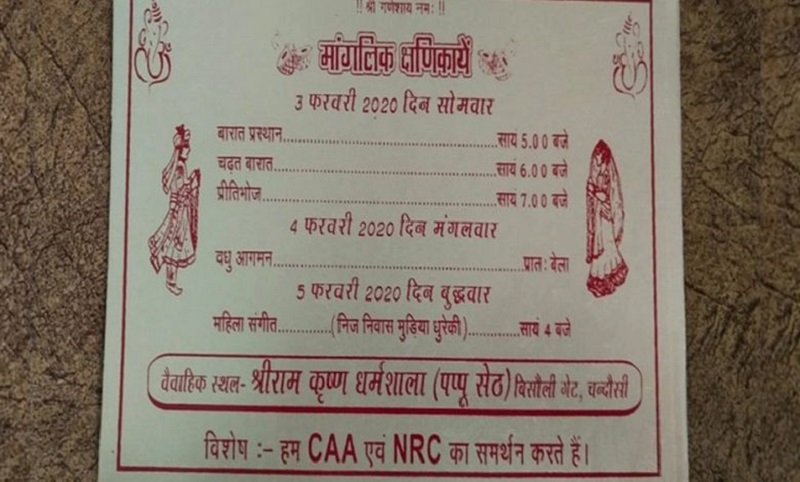 !! श्री गणेशाय नमः !!
मांगलिक क्षणिकायें
3 फरवरी 2020 दिन सोमवार
बारात प्रस्थान.......................................सायं 5.00 बजे
चढ़त बारात.......................................सायं 6.00 बजे
प्रीतिभोज.......................................सायं 7.00 बजे
4 फरवरी 2020 दिन मंगलवार
वधु आगमन.......................................प्रातः बेला
5 फरवरी 2020 दिन बुद्धवार
महिला संगीत............(निज निवास मुड़िया धुरेकी)...........सायं 4 बजे
वैवाहिक स्थल- श्रीराम कृष्ण धर्मशाला (पप्पू सेठ) बिसौली गेट, चन्दौसी
विशेष :- हम CAA एवं NRC का समर्थन करते हैं।